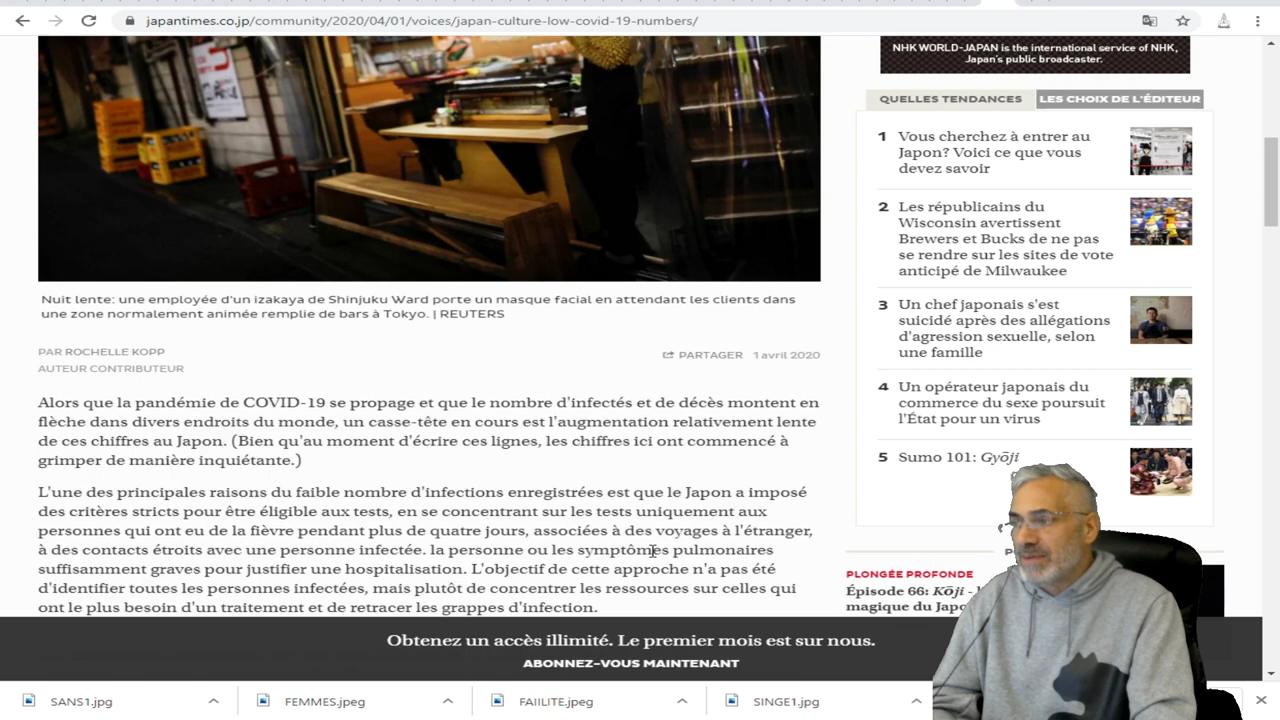 japantimes.co.jp/community/2020/04/01/voices/japan-culture-low-covid-19-numbers/
NHK WORLD-JAPAN is the international service of NHK,
Japan's public broadcaster.
QUELLES TENDANCES
LES CHOIX DE L'ÉDITEUR
1 Vous cherchez à entrer au
Japon? Voici ce que vous
devez savoir
2 Les républicains du
Wisconsin avertissent
Brewers et Bucks de ne pas
se rendre sur les sites de vote
anticipé de Milwaukee
3 Un chef japonais s'est
suicidé après des allégations
d'agression sexuelle, selon
une famille
4 Un opérateur japonais du
commerce du sexe poursuit
l'État pour un virus
5 Sumo 101: Gyōji
Nuit lente: une employée d'un izakaya de Shinjuku Ward porte un masque facial en attendant les clients dans
une zone normalement animée remplie de bars à Tokyo. | REUTERS
PAR ROCHELLE KOPP
AUTEUR CONTRIBUTEUR
PARTAGER 1 avril 2020
Alors que la pandémie de COVID-19 se propage et que le nombre d'infectés et de décès montent en
flèche dans divers endroits du monde, un casse-tête en cours est l'augmentation relativement lente
de ces chiffres au Japon. (Bien qu'au moment d'écrire ces lignes, les chiffres ici ont commencé à
grimper de manière inquiétante.)
L'une des principales raisons du faible nombre d'infections enregistrées est que le Japon a imposé
des critères stricts pour être éligible aux tests, en se concentrant sur les tests uniquement aux
personnes qui ont eu de la fièvre pendant plus de quatre jours, associées à des voyages à l'étranger,
à des contacts étroits avec une personne infectée. la personne ou les symptômes pulmonaires
suffisamment graves pour justifier une hospitalisation. L'objectif de cette approche n'a pas été
d'identifier toutes les personnes infectées, mais plutôt de concentrer les ressources sur celles qui
ont le plus besoin d'un traitement et de retracer les grappes d'infection.
PLONGÉE PROFONDE
Épisode 66: Kōji -
magique du
Obtenez un accès illimité. Le premier mois est sur nous.
ABONNEZ-VOUS MAINTENANT
SANS1.jpg
FEMMES.jpeg
FAIILITE.jpeg
SINGE1.jpg